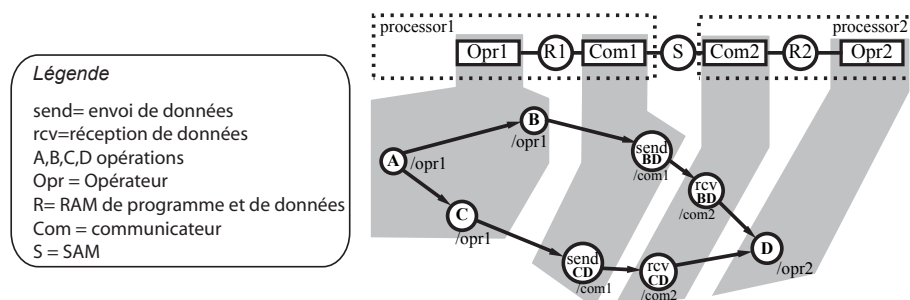 Légende
send= envoi de données
rcv=réception de données
A,B,C,D opérations
Opr = Opérateur
R= RAM de programme et de données
Com = communicateur
S = SAM
processor1
processor2
Opr1
R1
Com1
S
Com2
R2
Opr2
A
/opr1
B
/opr1
C
/opr1
send
BD
/com1
rcv
BD
/com2
send
CD
/com1
rcv
CD
/com2
D
/opr2